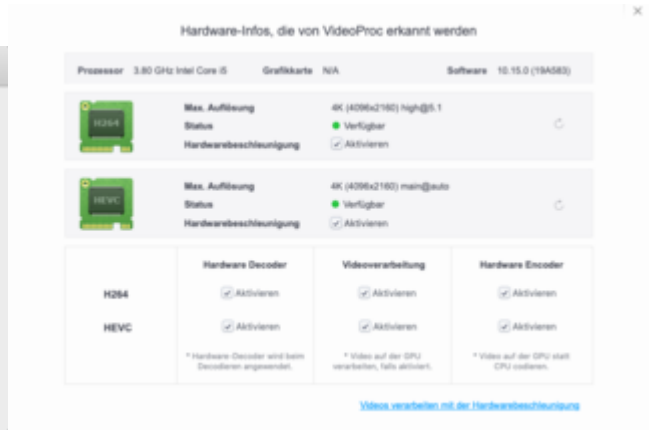 Hardware-Infos, die von VideoProc erkannt werden
Prozessor 3.80 GHz Intel Core i5 Grafikkarte N/A Software 10.15.0 (19A583)
H264
Max. Auflösung 4K (4096x2160) high@5.1
Status Verfügbar
Hardwarebeschleunigung Aktivieren
HEVC
Max. Auflösung 4K (4096x2160) main@auto
Status Verfügbar
Hardwarebeschleunigung Aktivieren
Hardware Decoder Videoverarbeitung Hardware Encoder
H264 Aktivieren Aktivieren Aktivieren
HEVC Aktivieren Aktivieren Aktivieren
* Hardware-Decoder wird beim * Video auf der GPU * Video auf der GPU statt
Decodieren angewendet. verarbeiten, falls aktiviert. CPU codieren.
Videos verarbeiten mit der Hardwarebeschleunigung